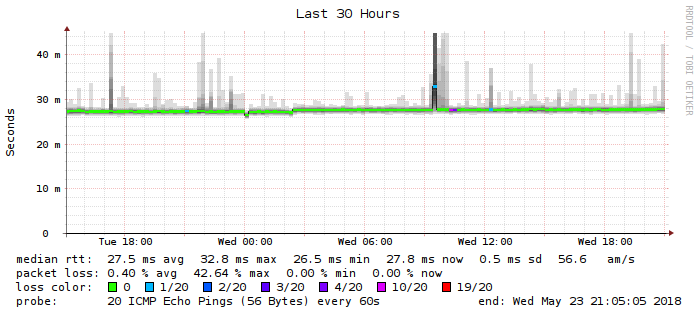 Last 30 Hours
RRDTOOL / TOBI OETIKER
Seconds
40 m
30 m
20 m
10 m
0
Tue 18:00 Wed 00:00 Wed 06:00 Wed 12:00 Wed 18:00
median rtt: 27.5 ms avg 32.8 ms max 26.5 ms min 27.8 ms now 0.5 ms sd 56.6 am/s
packet loss: 0.40 % avg 42.64 % max 0.00 % min 0.00 % now
loss color: 0 1/20 2/20 3/20 4/20 10/20 19/20
probe: 20 ICMP Echo Pings (56 Bytes) every 60s end: Wed May 23 21:05:05 2018